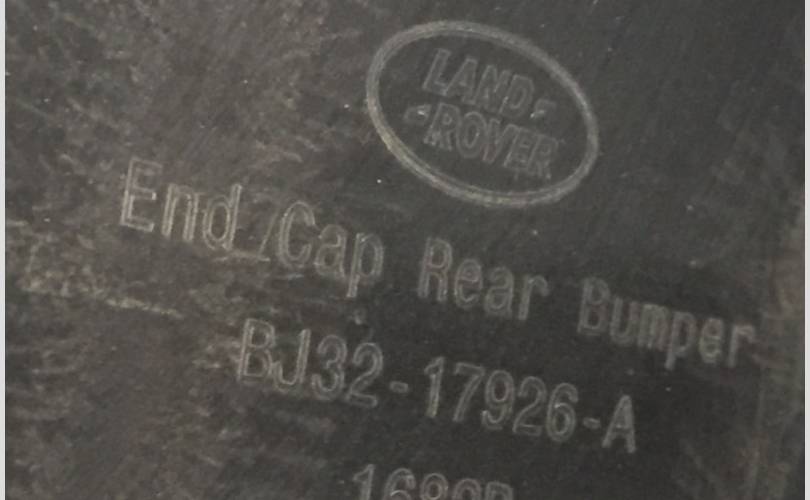 LAND-
-ROVER
End Cap Rear Bumper
BJ32-17926-A